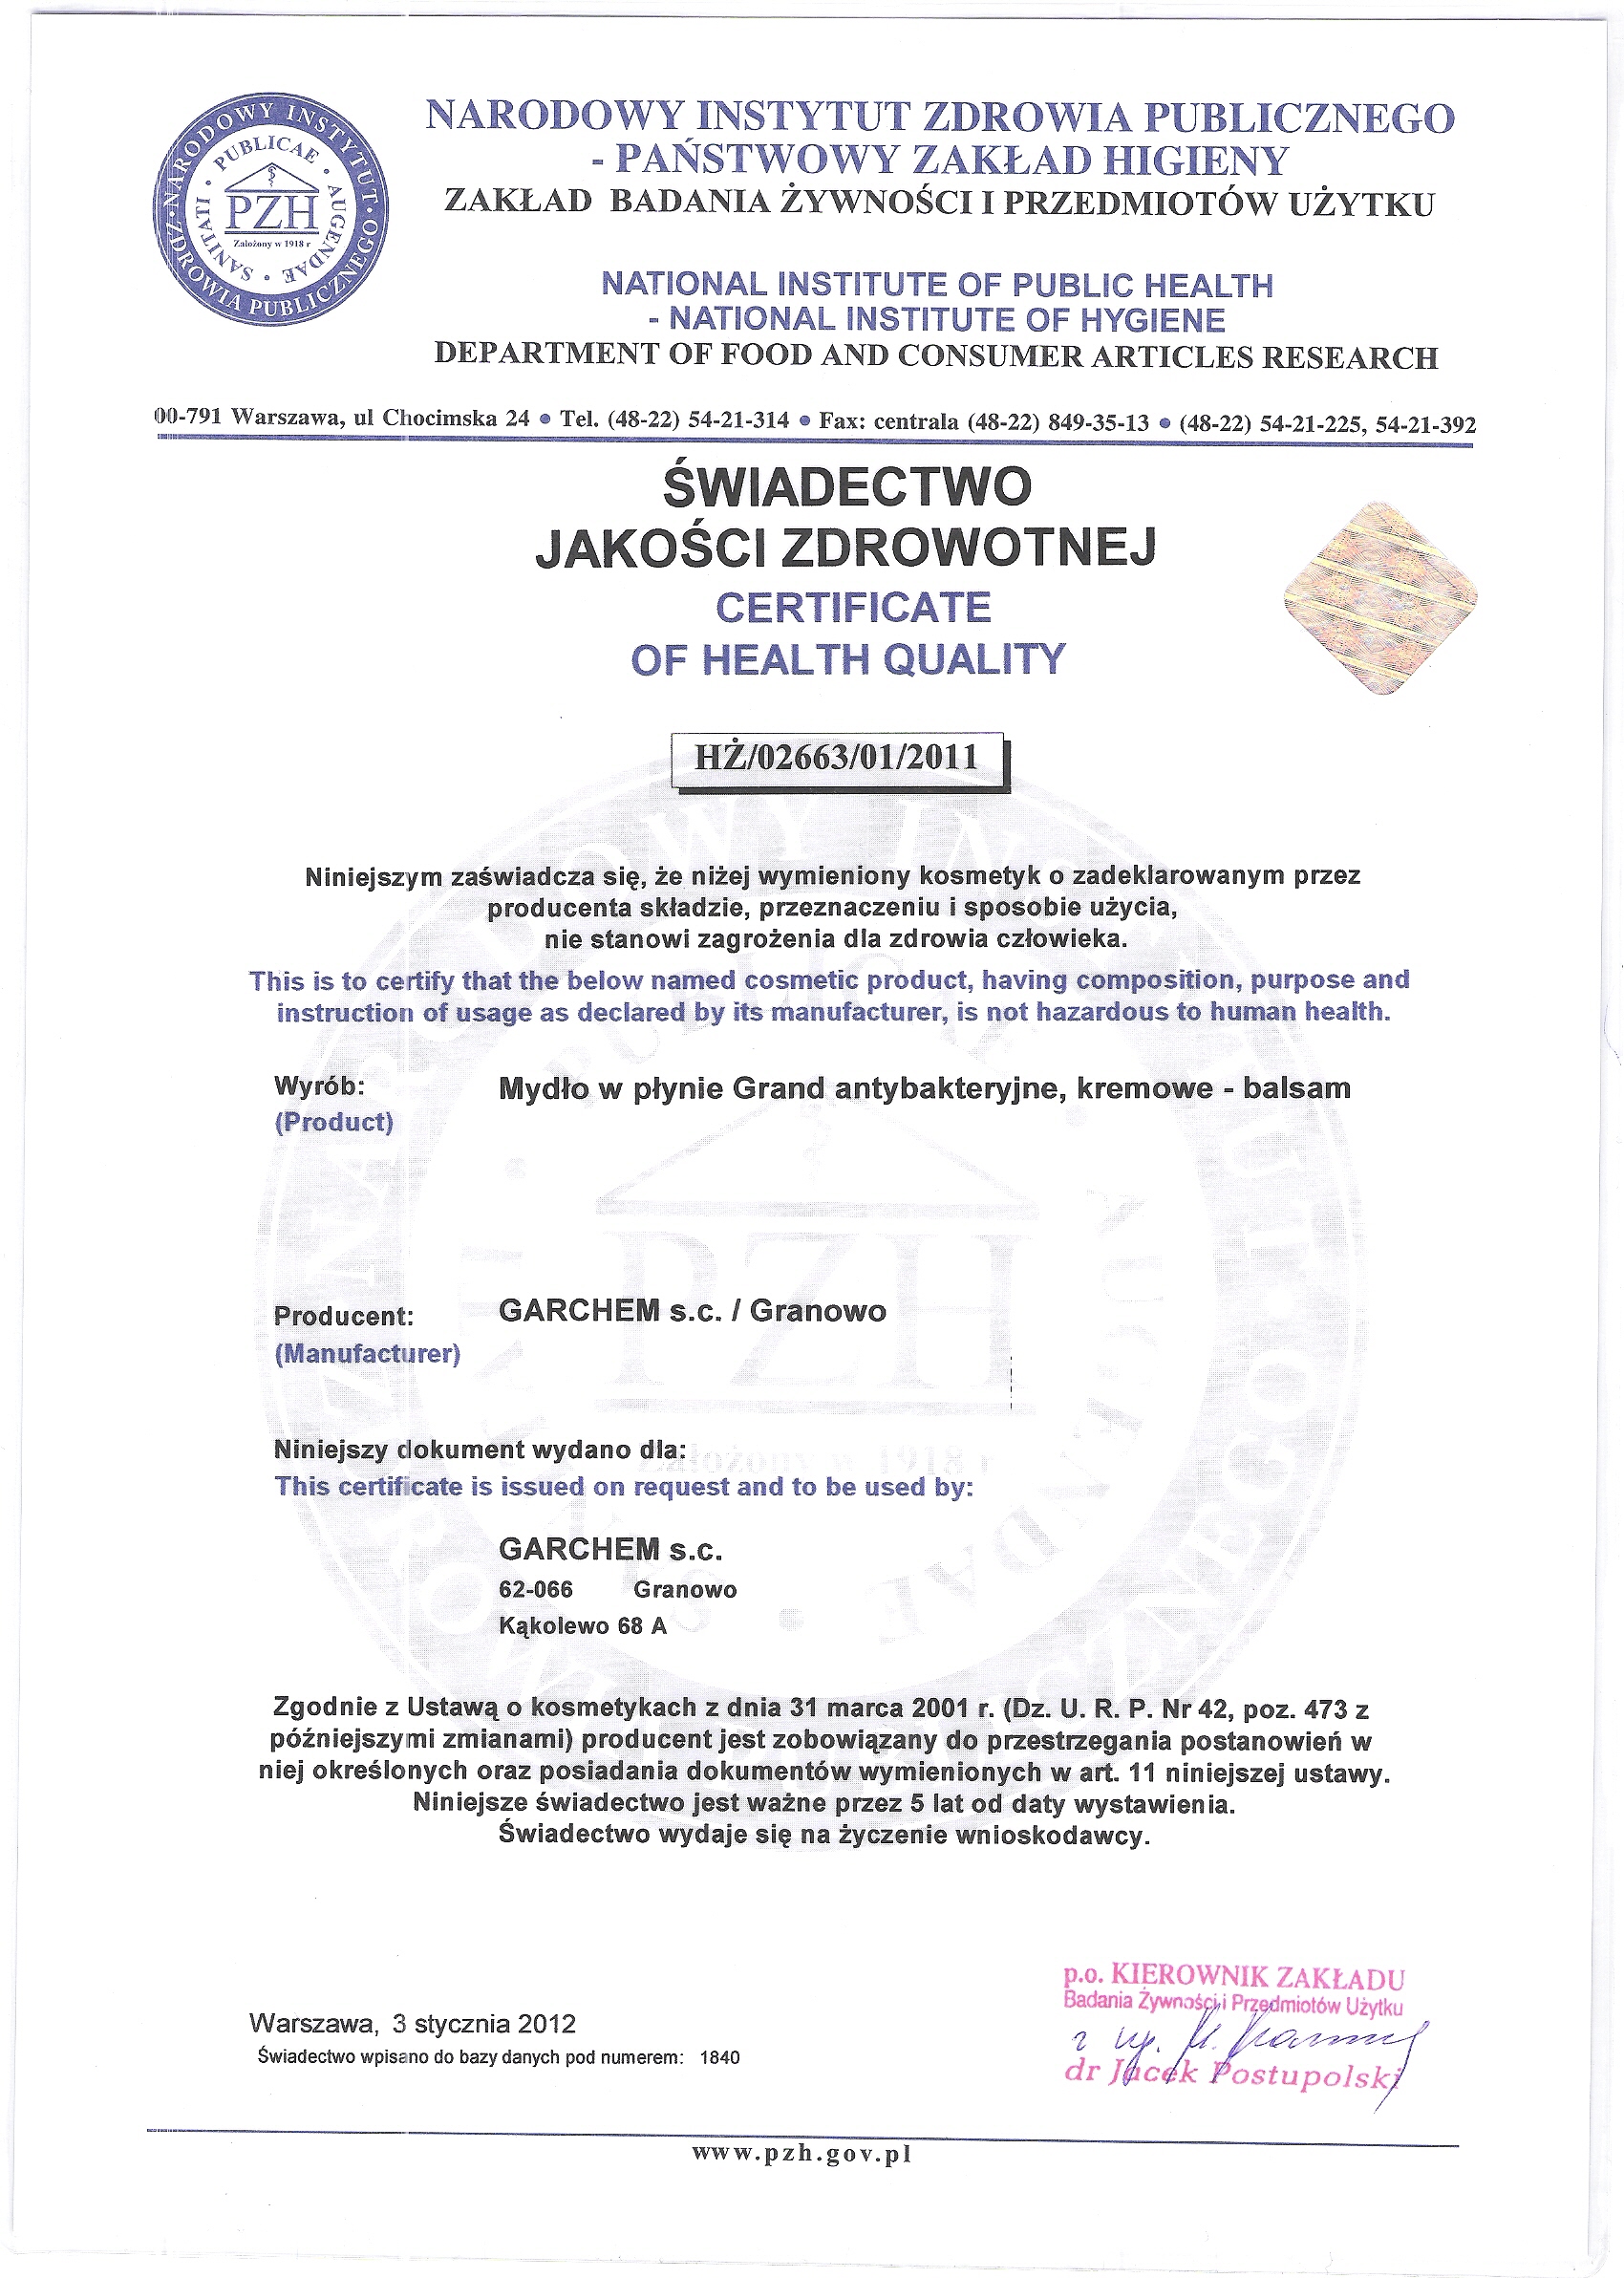 NARODOWY INSTYTUT ZDROWIA PUBLICZNEGO
PUBLICAE AUGENDAE SANITATI
PZH
Założony w 1918 r
NARODOWY INSTYTUT ZDROWIA PUBLICZNEGO
- PAŃSTWOWY ZAKŁAD HIGIENY
ZAKŁAD BADANIA ŻYWNOŚCI I PRZEDMIOTÓW UŻYTKU
NATIONAL INSTITUTE OF PUBLIC HEALTH
- NATIONAL INSTITUTE OF HYGIENE
DEPARTMENT OF FOOD AND CONSUMER ARTICLES RESEARCH
00-791 Warszawa, ul Chocimska 24 ● Tel. (48-22) 54-21-314 ● Fax: centrala (48-22) 849-35-13 ● (48-22) 54-21-225, 54-21-392
ŚWIADECTWO
JAKOŚCI ZDROWOTNEJ
CERTIFICATE
OF HEALTH QUALITY
HŻ/02663/01/2011
Niniejszym zaświadcza się, że niżej wymieniony kosmetyk o zadeklarowanym przez
producenta składzie, przeznaczeniu i sposobie użycia,
nie stanowi zagrożenia dla zdrowia człowieka.
This is to certify that the below named cosmetic product, having composition, purpose and
instruction of usage as declared by its manufacturer, is not hazardous to human health.
Wyrób: Mydło w płynie Grand antybakteryjne, kremowe - balsam
(Product)
Producent: GARCHEM s.c. / Granowo
(Manufacturer)
Niniejszy dokument wydano dla:
This certificate is issued on request and to be used by:
GARCHEM s.c.
62-066 Granowo
Kąkolewo 68 A
Zgodnie z Ustawą o kosmetykach z dnia 31 marca 2001 r. (Dz. U. R. P. Nr 42, poz. 473 z
późniejszymi zmianami) producent jest zobowiązany do przestrzegania postanowień w
niej określonych oraz posiadania dokumentów wymienionych w art. 11 niniejszej ustawy.
Niniejsze świadectwo jest ważne przez 5 lat od daty wystawienia.
Świadectwo wydaje się na życzenie wnioskodawcy.
p.o. KIEROWNIK ZAKŁADU
Badania Żywności i Przedmiotów Użytku
dr Jacek Postupolski
Warszawa, 3 stycznia 2012
Świadectwo wpisano do bazy danych pod numerem: 1840
www.pzh.gov.pl